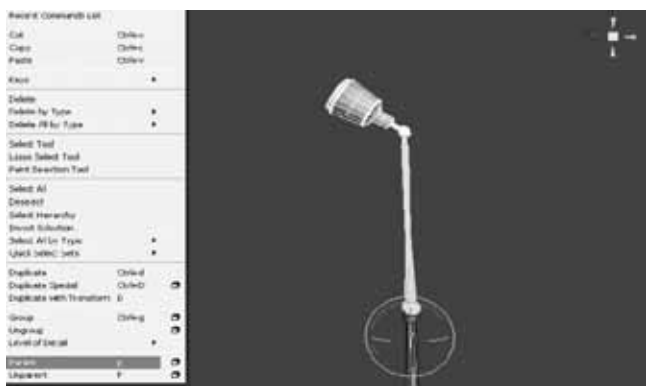 Recent Commands List
Cut Ctrl+x
Copy Ctrl+c
Paste Ctrl+v
Keys
Delete
Delete by Type
Delete All by Type
Select Tool
Lasso Select Tool
Paint Selection Tool
Select All
Deselect
Select Hierarchy
Invert Selection
Select All by Type
Quick Select Sets
Duplicate Ctrl+d
Duplicate Special Ctrl+D
Duplicate with Transform D
Group Ctrl+g
Ungroup
Level of Detail
Parent p
Unparent P